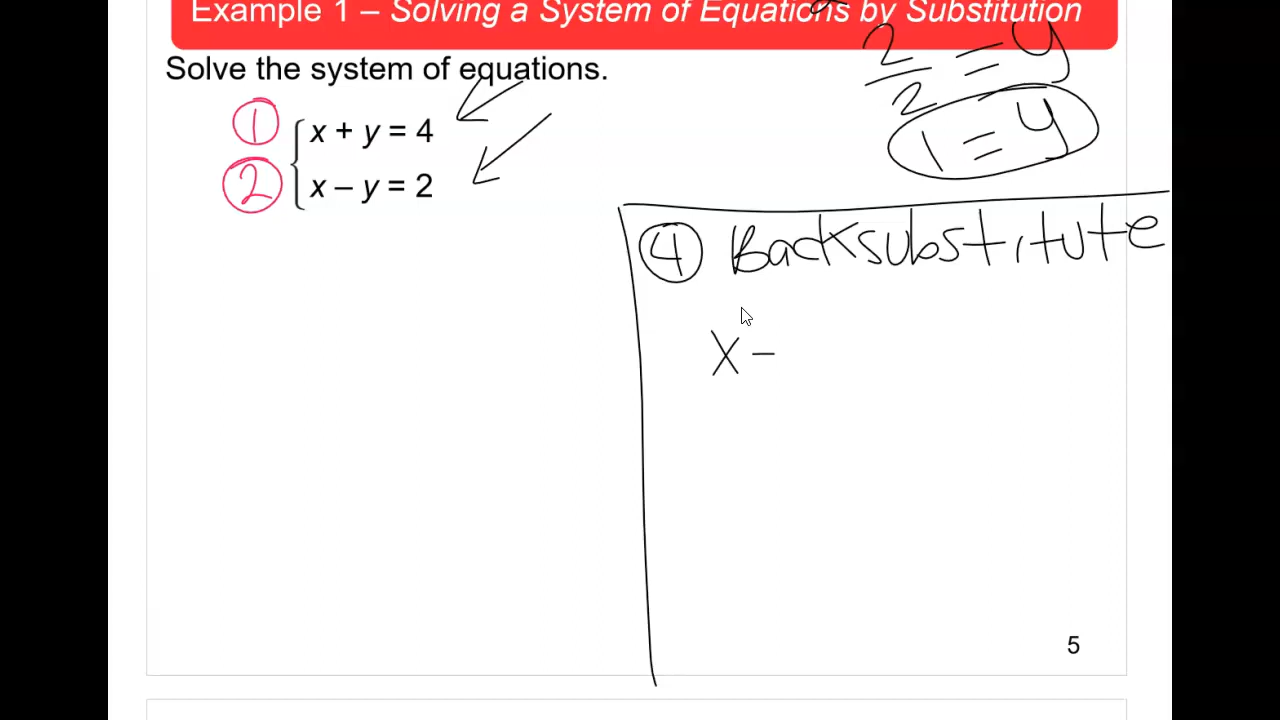 Example 1 – Solving a System of Equations by Substitution
Solve the system of equations.
① x + y = 4
② x – y = 2
2/2 = y
1 = y
④ Backsubstitute
x –
5